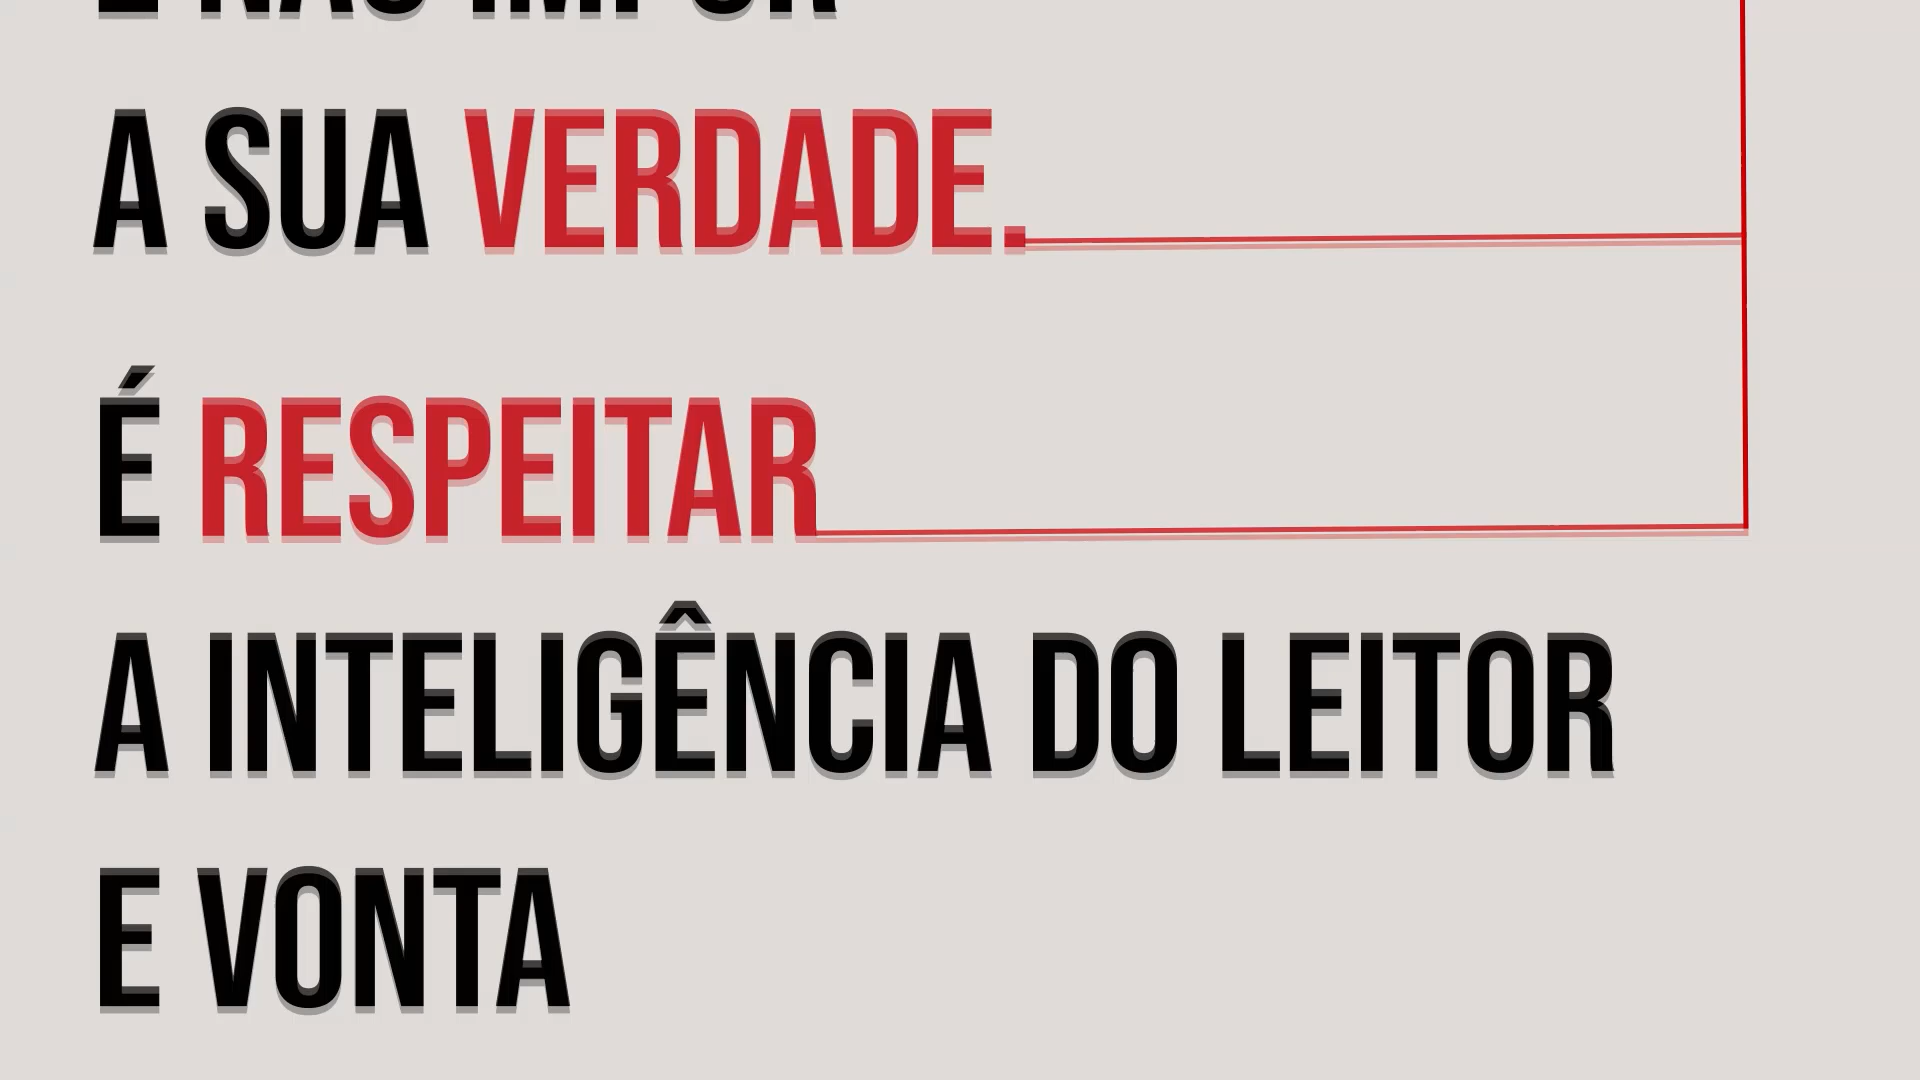 A SUA VERDADE.
É RESPEITAR
A INTELIGÊNCIA DO LEITOR
E VONTA